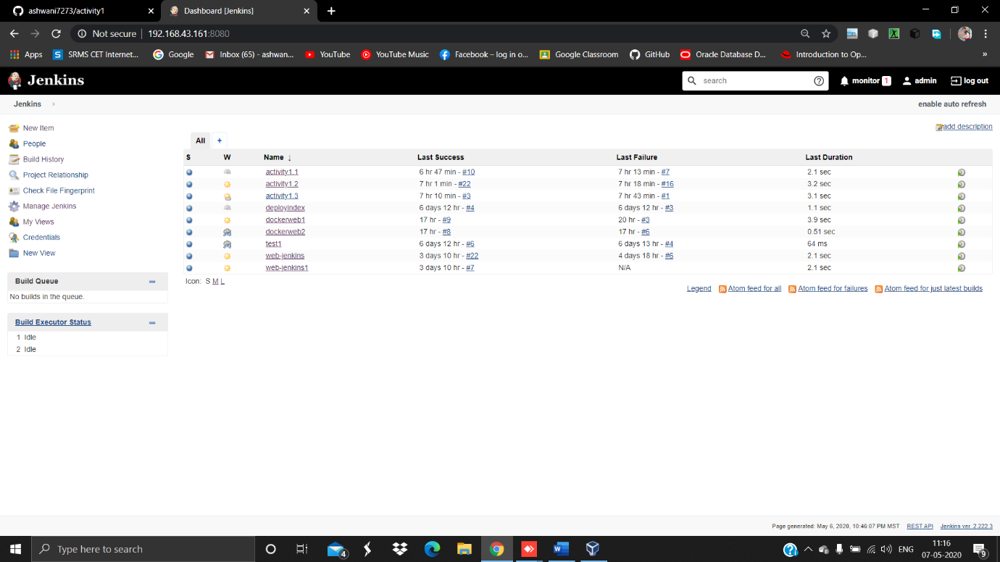 ashwani7273/activity1
Dashboard [Jenkins]
Not secure 192.168.43.161:8080
Apps SRMS CET Internet... Google Inbox (65) - ashwan... YouTube YouTube Music Facebook – log in o... Google Classroom GitHub Oracle Database D... Introduction to Op... »
Jenkins search monitor 1 admin log out
Jenkins enable auto refresh
add description
New Item
People
Build History
Project Relationship
Check File Fingerprint
Manage Jenkins
My Views
Credentials
New View
Build Queue
No builds in the queue.
Build Executor Status
1 Idle
2 Idle
All +
S W Name ↓ Last Success Last Failure Last Duration
activity1.1 6 hr 47 min - #10 7 hr 13 min - #7 2.1 sec
activity1.2 7 hr 1 min - #22 7 hr 18 min - #16 3.2 sec
activity1.3 7 hr 10 min - #3 7 hr 43 min - #1 3.1 sec
deployindex 6 days 12 hr - #4 6 days 12 hr - #3 1.1 sec
dockerweb1 17 hr - #9 20 hr - #3 3.9 sec
dockerweb2 17 hr - #8 17 hr - #6 0.51 sec
test1 6 days 12 hr - #6 6 days 13 hr - #4 64 ms
web-jenkins 3 days 10 hr - #22 4 days 18 hr - #6 2.1 sec
web-jenkins1 3 days 10 hr - #7 N/A 2.1 sec
Icon: S M L
Legend Atom feed for all Atom feed for failures Atom feed for just latest builds
Page generated: May 6, 2020, 10:46:07 PM MST REST API Jenkins ver. 2.222.3
Type here to search 4 ENG 11:16
07-05-2020 9